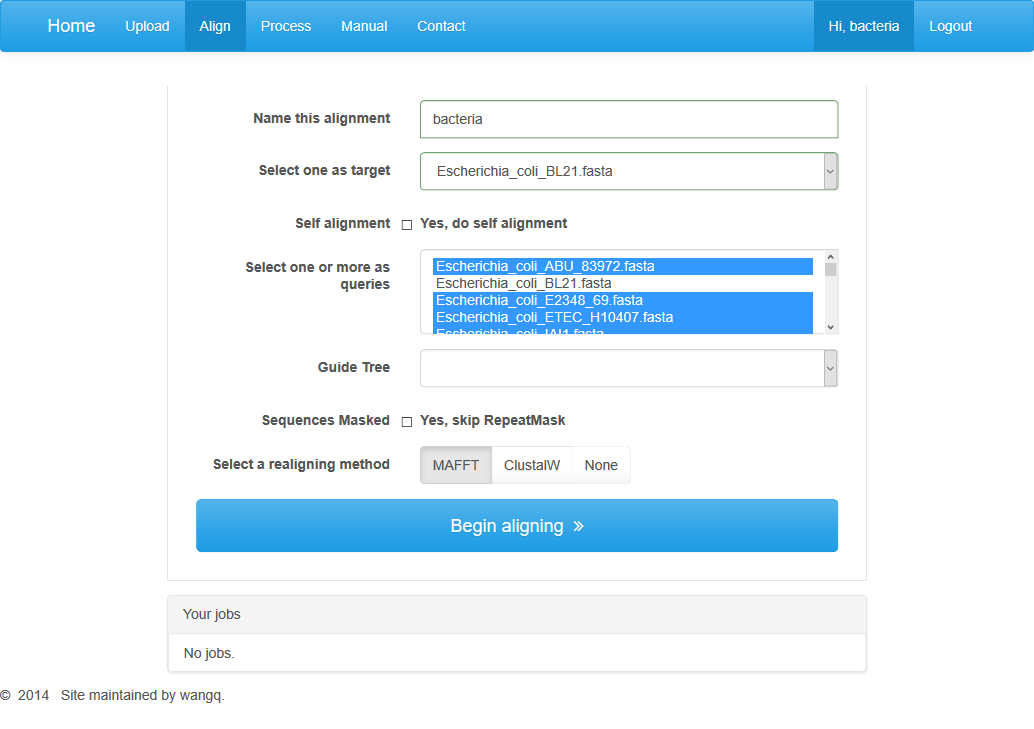 Home Upload Align Process Manual Contact Hi, bacteria Logout
Name this alignment bacteria
Select one as target Escherichia_coli_BL21.fasta
Self alignment Yes, do self alignment
Select one or more as queries
Escherichia_coli_ABU_83972.fasta
Escherichia_coli_BL21.fasta
Escherichia_coli_E2348_69.fasta
Escherichia_coli_ETEC_H10407.fasta
Escherichia_coli_IAI1.fasta
Guide Tree
Sequences Masked Yes, skip RepeatMask
Select a realigning method MAFFT ClustalW None
Begin aligning »
Your jobs
No jobs.
© 2014 Site maintained by wangq.